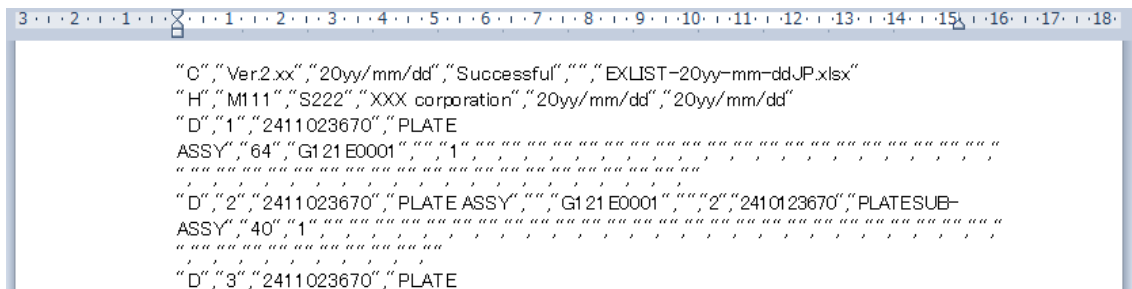 3 2 1 1 2 3 4 5 6 7 8 9 10 11 12 13 14 15 16 17 18
"C","Ver.2.xx","20yy/mm/dd","Successful","","EXLIST-20yy-mm-ddJP.xlsx"
"H","M111","S222","XXX corporation","20yy/mm/dd","20yy/mm/dd"
"D","1","2411023670","PLATE
ASSY","64","G121E0001","","1","","","","","","","","","","","","","","","","","","","","","
","","","","","","","","","","","","","","","","","","","",""
"D","2","2411023670","PLATE ASSY","","G121E0001","","2","2410123670","PLATESUB-
ASSY","40","1","","","","","","","","","","","","","","","","","","","","","","","","","","","
","","","","","","","","","",""
"D","3","2411023670","PLATE